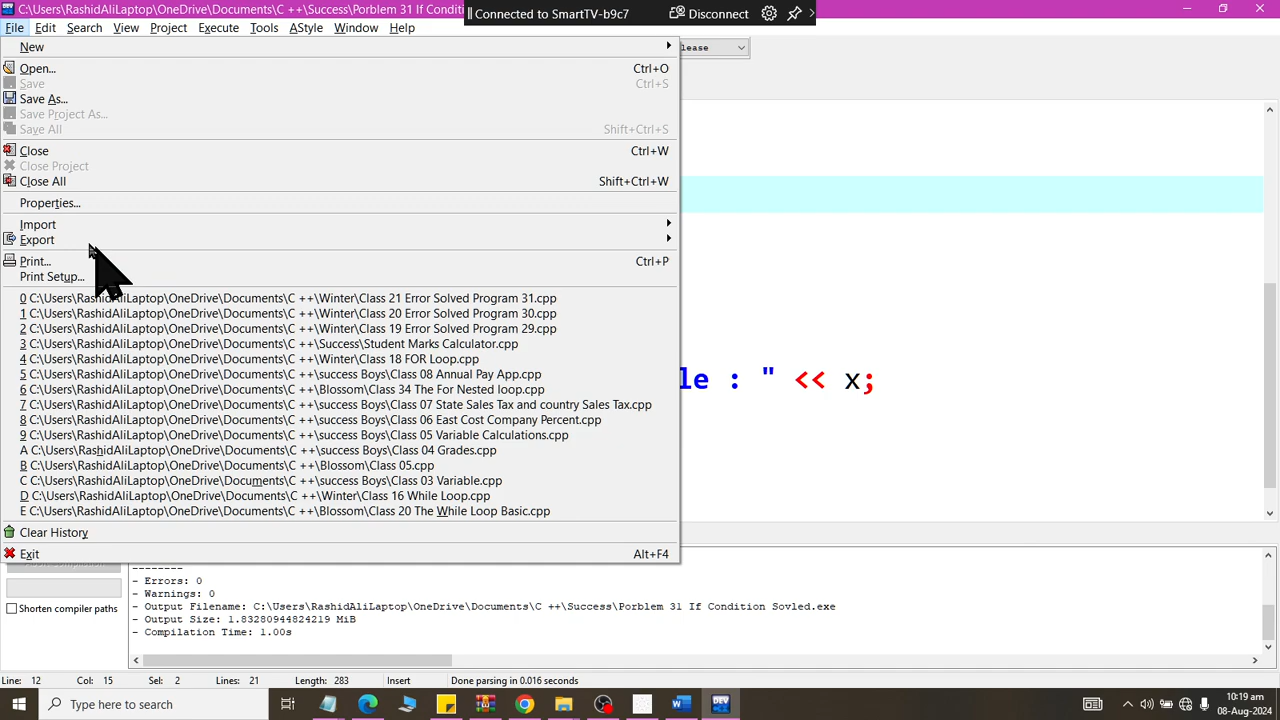 C:\Users\RashidAliLaptop\OneDrive\Documents\C ++\Success\Porblem 31 If Condi
Connected to SmartTV-b9c7
Disconnect
File Edit Search View Project Execute Tools AStyle Window Help
New
lease
Open... Ctrl+O
Save Ctrl+S
Save As...
Save Project As...
Save All Shift+Ctrl+S
Close Ctrl+W
Close Project
Close All Shift+Ctrl+W
Properties...
Import
Export
Print... Ctrl+P
Print Setup...
0 C:\Users\RashidAliLaptop\OneDrive\Documents\C ++\Winter\Class 21 Error Solved Program 31.cpp
1 C:\Users\RashidAliLaptop\OneDrive\Documents\C ++\Winter\Class 20 Error Solved Program 30.cpp
2 C:\Users\RashidAliLaptop\OneDrive\Documents\C ++\Winter\Class 19 Error Solved Program 29.cpp
3 C:\Users\RashidAliLaptop\OneDrive\Documents\C ++\Success\Student Marks Calculator.cpp
4 C:\Users\RashidAliLaptop\OneDrive\Documents\C ++\Winter\Class 18 FOR Loop.cpp
5 C:\Users\RashidAliLaptop\OneDrive\Documents\C ++\success Boys\Class 08 Annual Pay App.cpp
6 C:\Users\RashidAliLaptop\OneDrive\Documents\C ++\Blossom\Class 34 The For Nested loop.cpp
7 C:\Users\RashidAliLaptop\OneDrive\Documents\C ++\success Boys\Class 07 State Sales Tax and country Sales Tax.cpp
8 C:\Users\RashidAliLaptop\OneDrive\Documents\C ++\success Boys\Class 06 East Cost Company Percent.cpp
9 C:\Users\RashidAliLaptop\OneDrive\Documents\C ++\success Boys\Class 05 Variable Calculations.cpp
A C:\Users\RashidAliLaptop\OneDrive\Documents\C ++\success Boys\Class 04 Grades.cpp
B C:\Users\RashidAliLaptop\OneDrive\Documents\C ++\Blossom\Class 05.cpp
C C:\Users\RashidAliLaptop\OneDrive\Documents\C ++\success Boys\Class 03 Variable.cpp
D C:\Users\RashidAliLaptop\OneDrive\Documents\C ++\Winter\Class 16 While Loop.cpp
E C:\Users\RashidAliLaptop\OneDrive\Documents\C ++\Blossom\Class 20 The While Loop Basic.cpp
le : " << x;
Clear History
Exit Alt+F4
--------
- Errors: 0
- Warnings: 0
- Output Filename: C:\Users\RashidAliLaptop\OneDrive\Documents\C ++\Success\Porblem 31 If Condition Sovled.exe
- Output Size: 1.83280944824219 MiB
- Compilation Time: 1.00s
Shorten compiler paths
Line: 12 Col: 15 Sel: 2 Lines: 21 Length: 283 Insert Done parsing in 0.016 seconds
Type here to search
DEV
10:19 am
08-Aug-2024